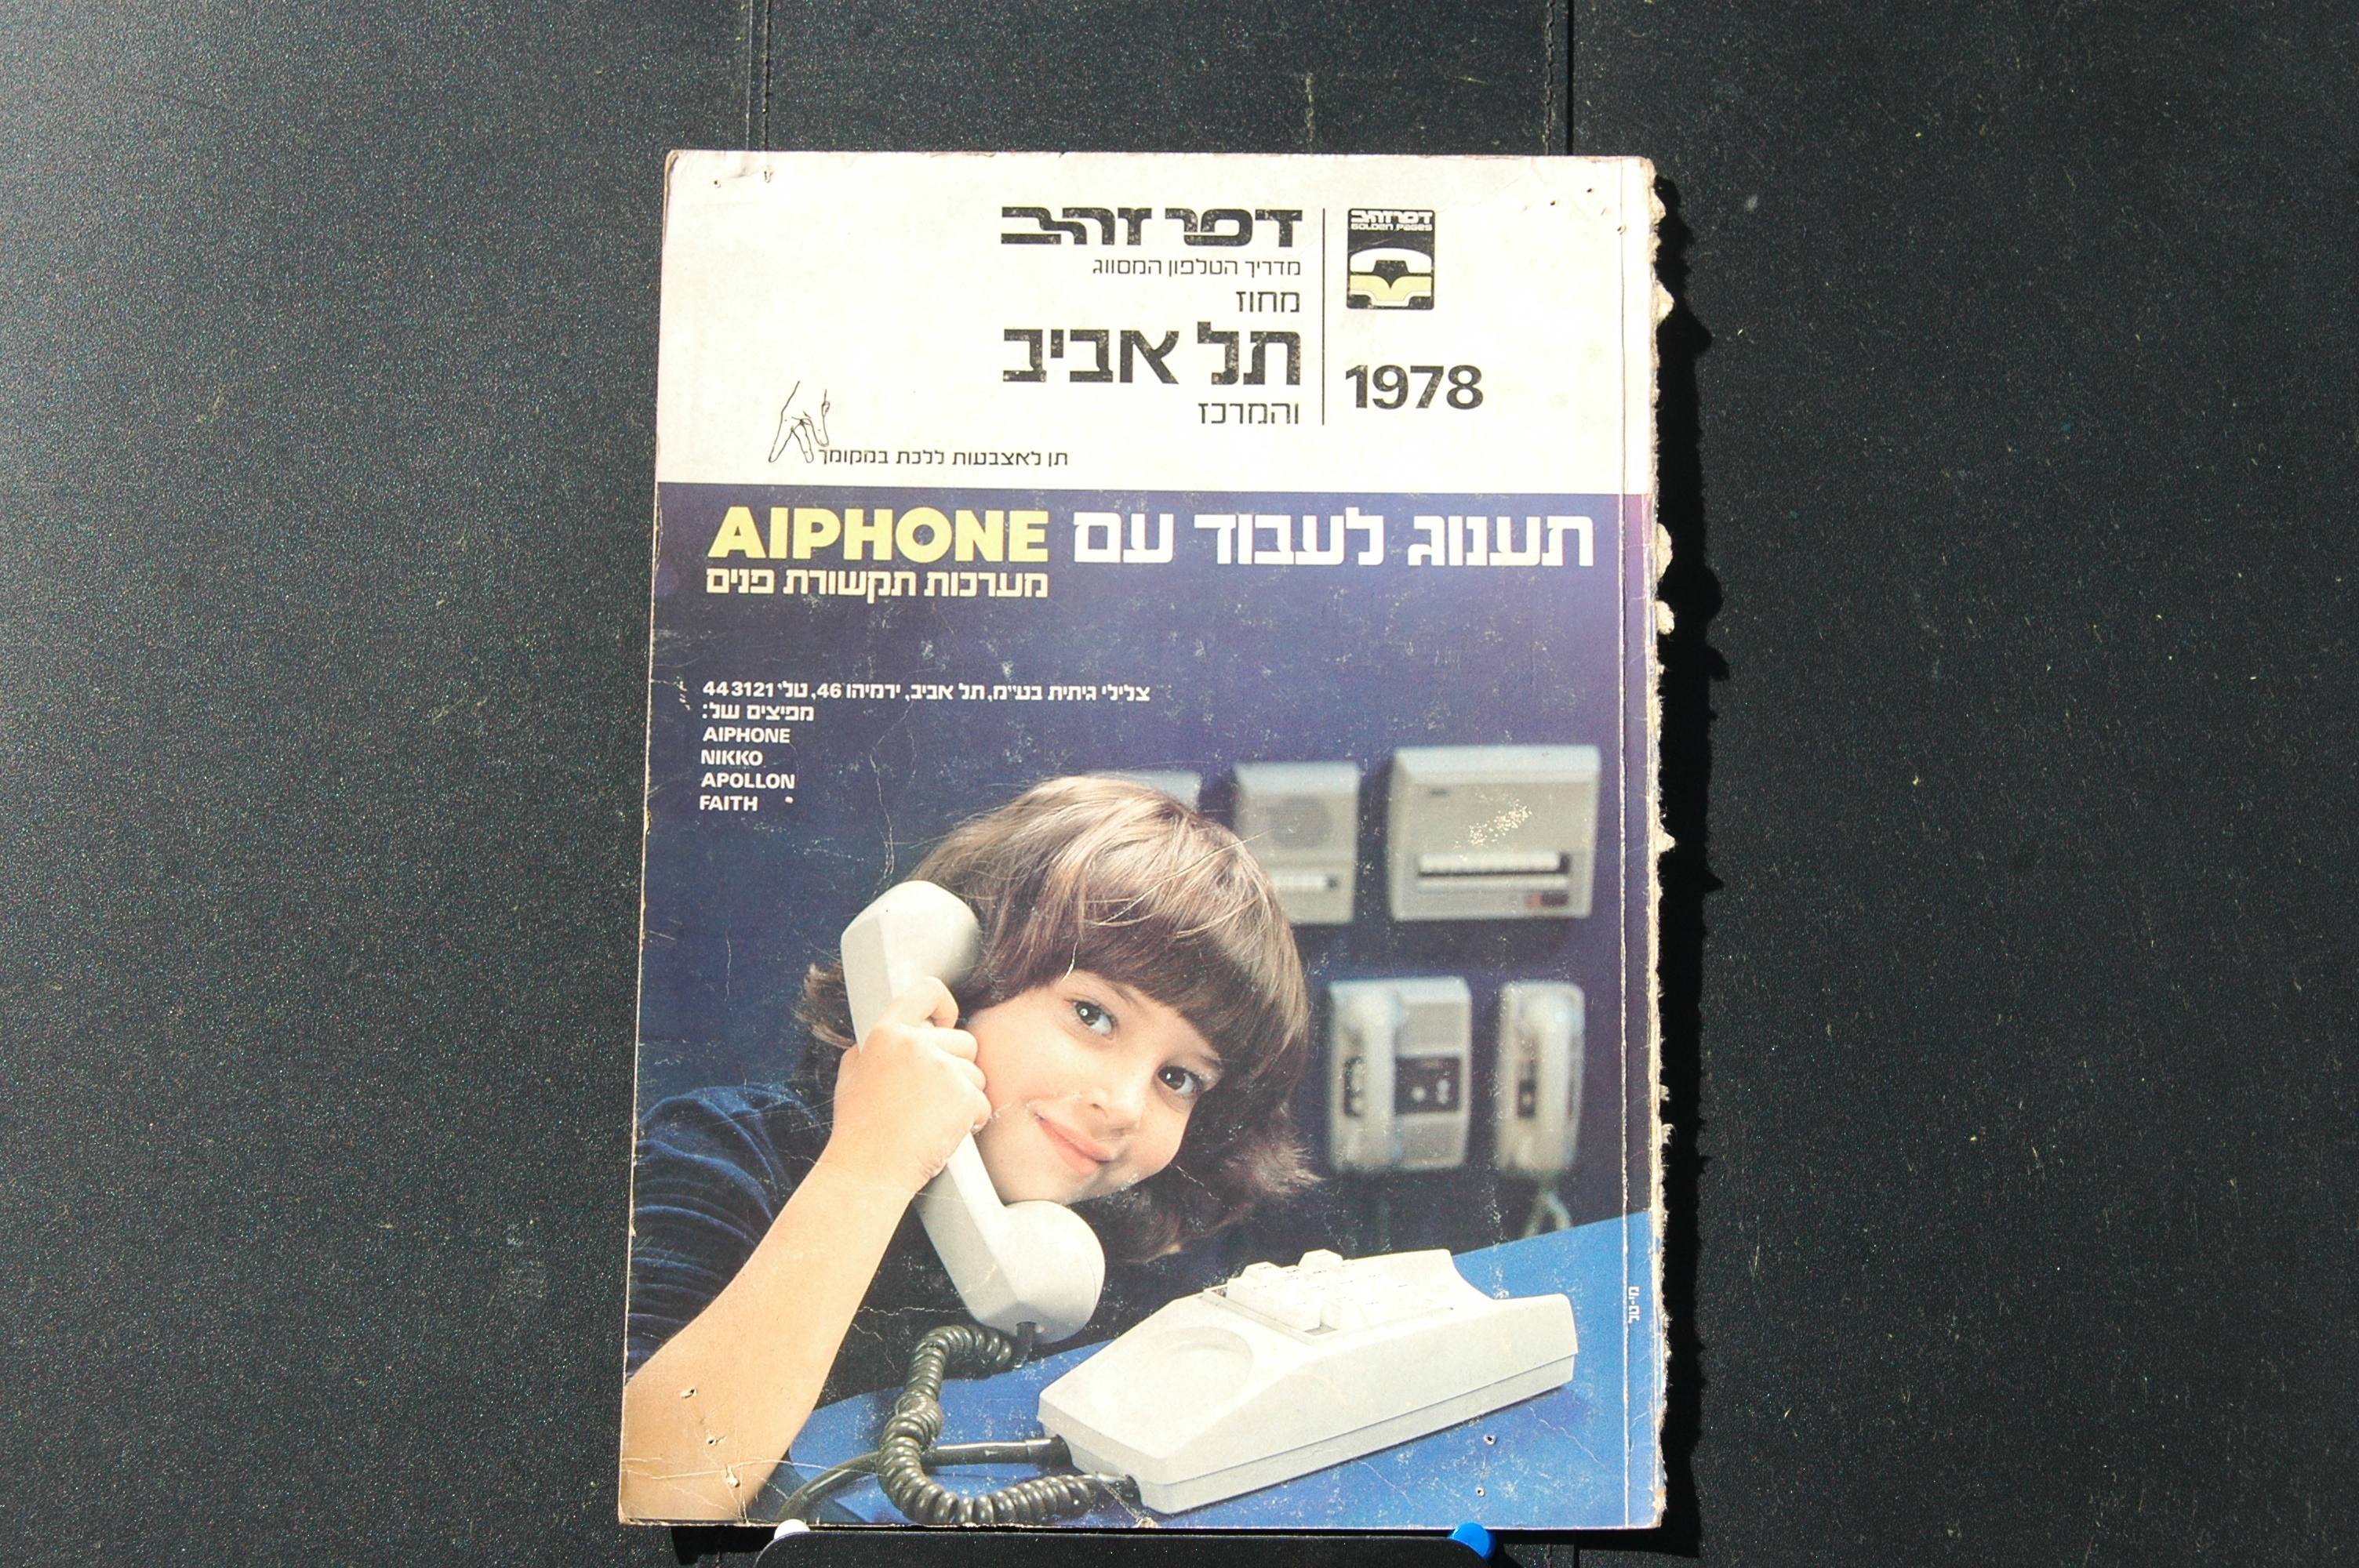 דפי זהב
GOLDEN PAGES
דפי זהב
מדריך הטלפון המסווג
מחוז
תל אביב
והמרכז
1978
תן לאצבעות ללכת במקומך
תענוג לעבוד עם AIPHONE
מערכות תקשורת פנים
צלילי גיתית בע״מ, תל אביב, ירמיהו 46, טל׳ 443121
מפיצים של:
AIPHONE
NIKKO
APOLLON
FAITH